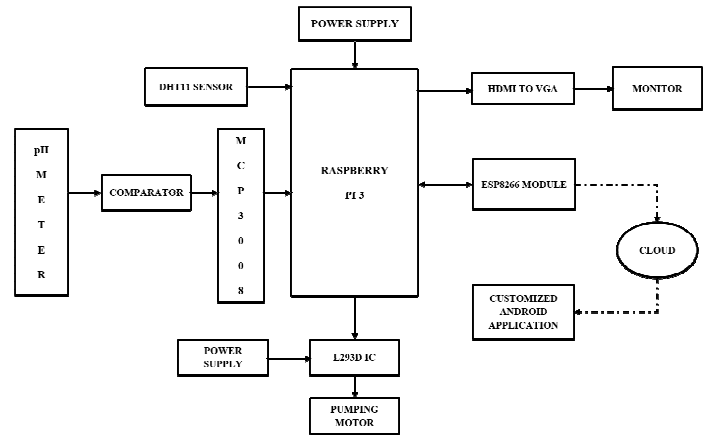 POWER SUPPLY
DHT11 SENSOR
HDMI TO VGA
MONITOR
pH
M
E
T
E
R
COMPARATOR
M
C
P
3
0
0
8
RASPBERRY
PI 3
ESP8266 MODULE
CLOUD
CUSTOMIZED
ANDROID
APPLICATION
POWER
SUPPLY
L293D IC
PUMPING
MOTOR